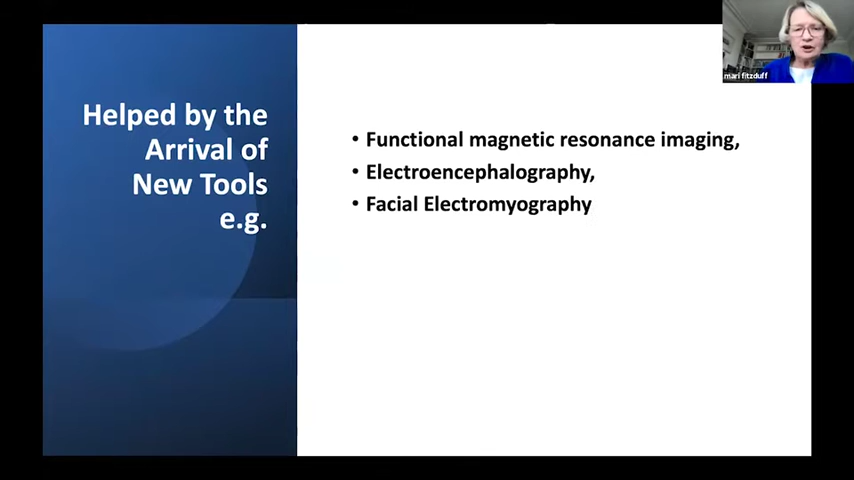 Helped by the
Arrival of
New Tools
e.g.
• Functional magnetic resonance imaging,
• Electroencephalography,
• Facial Electromyography
mari fitzduff